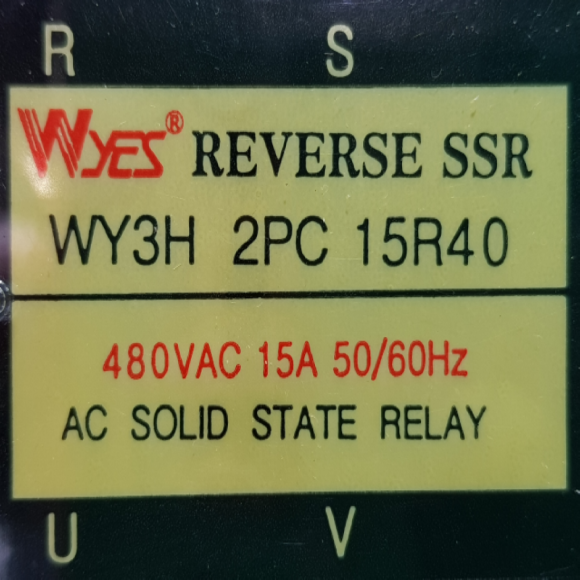 R S
WYES® REVERSE SSR
WY3H 2PC 15R40
480VAC 15A 50/60Hz
AC SOLID STATE RELAY
U V